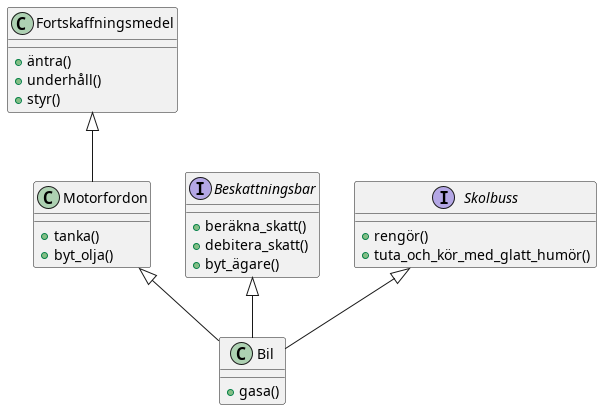 C Fortskaffningsmedel
äntra()
underhåll()
styr()
C Motorfordon
tanka()
byt_olja()
I Beskattningsbar
beräkna_skatt()
debitera_skatt()
byt_ägare()
I Skolbuss
rengör()
tuta_och_kör_med_glatt_humör()
C Bil
gasa()